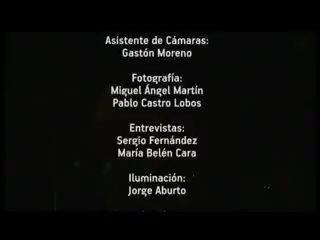 Asistente de Cámaras:
Gastón Moreno
Fotografía:
Miguel Ángel Martín
Pablo Castro Lobos
Entrevistas:
Sergio Fernández
María Belén Cara
Iluminación:
Jorge Aburto